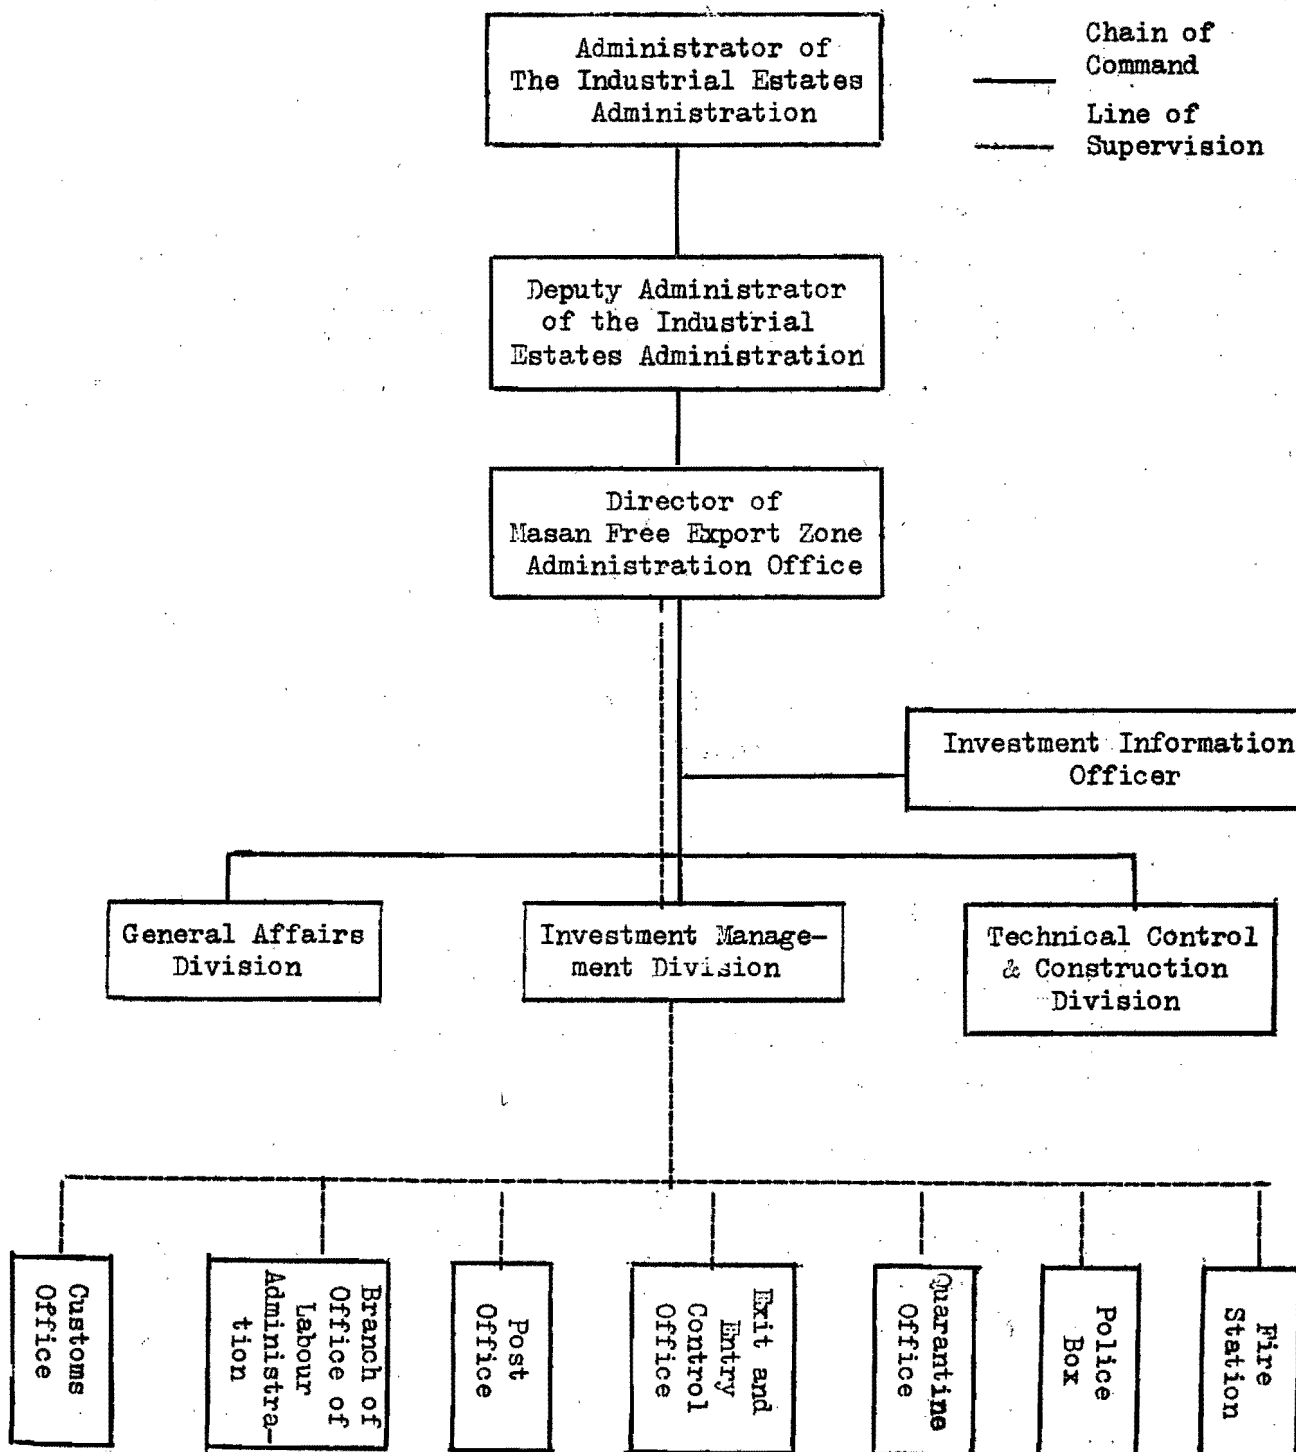 Administrator of
The Industrial Estates
Administration
Chain of
Command
Line of
Supervision
Deputy Administrator
of the Industrial
Estates Administration
Director of
Masan Free Export Zone
Administration Office
Investment Information
Officer
General Affairs
Division
Investment Manage-
ment Division
Technical Control
& Construction
Division
Customs
Office
Branch of
Office of
Labour
Administra-
tion
Post
Office
Exit and
Entry
Control
Office
Quarantine
Office
Police
Box
Fire
Station